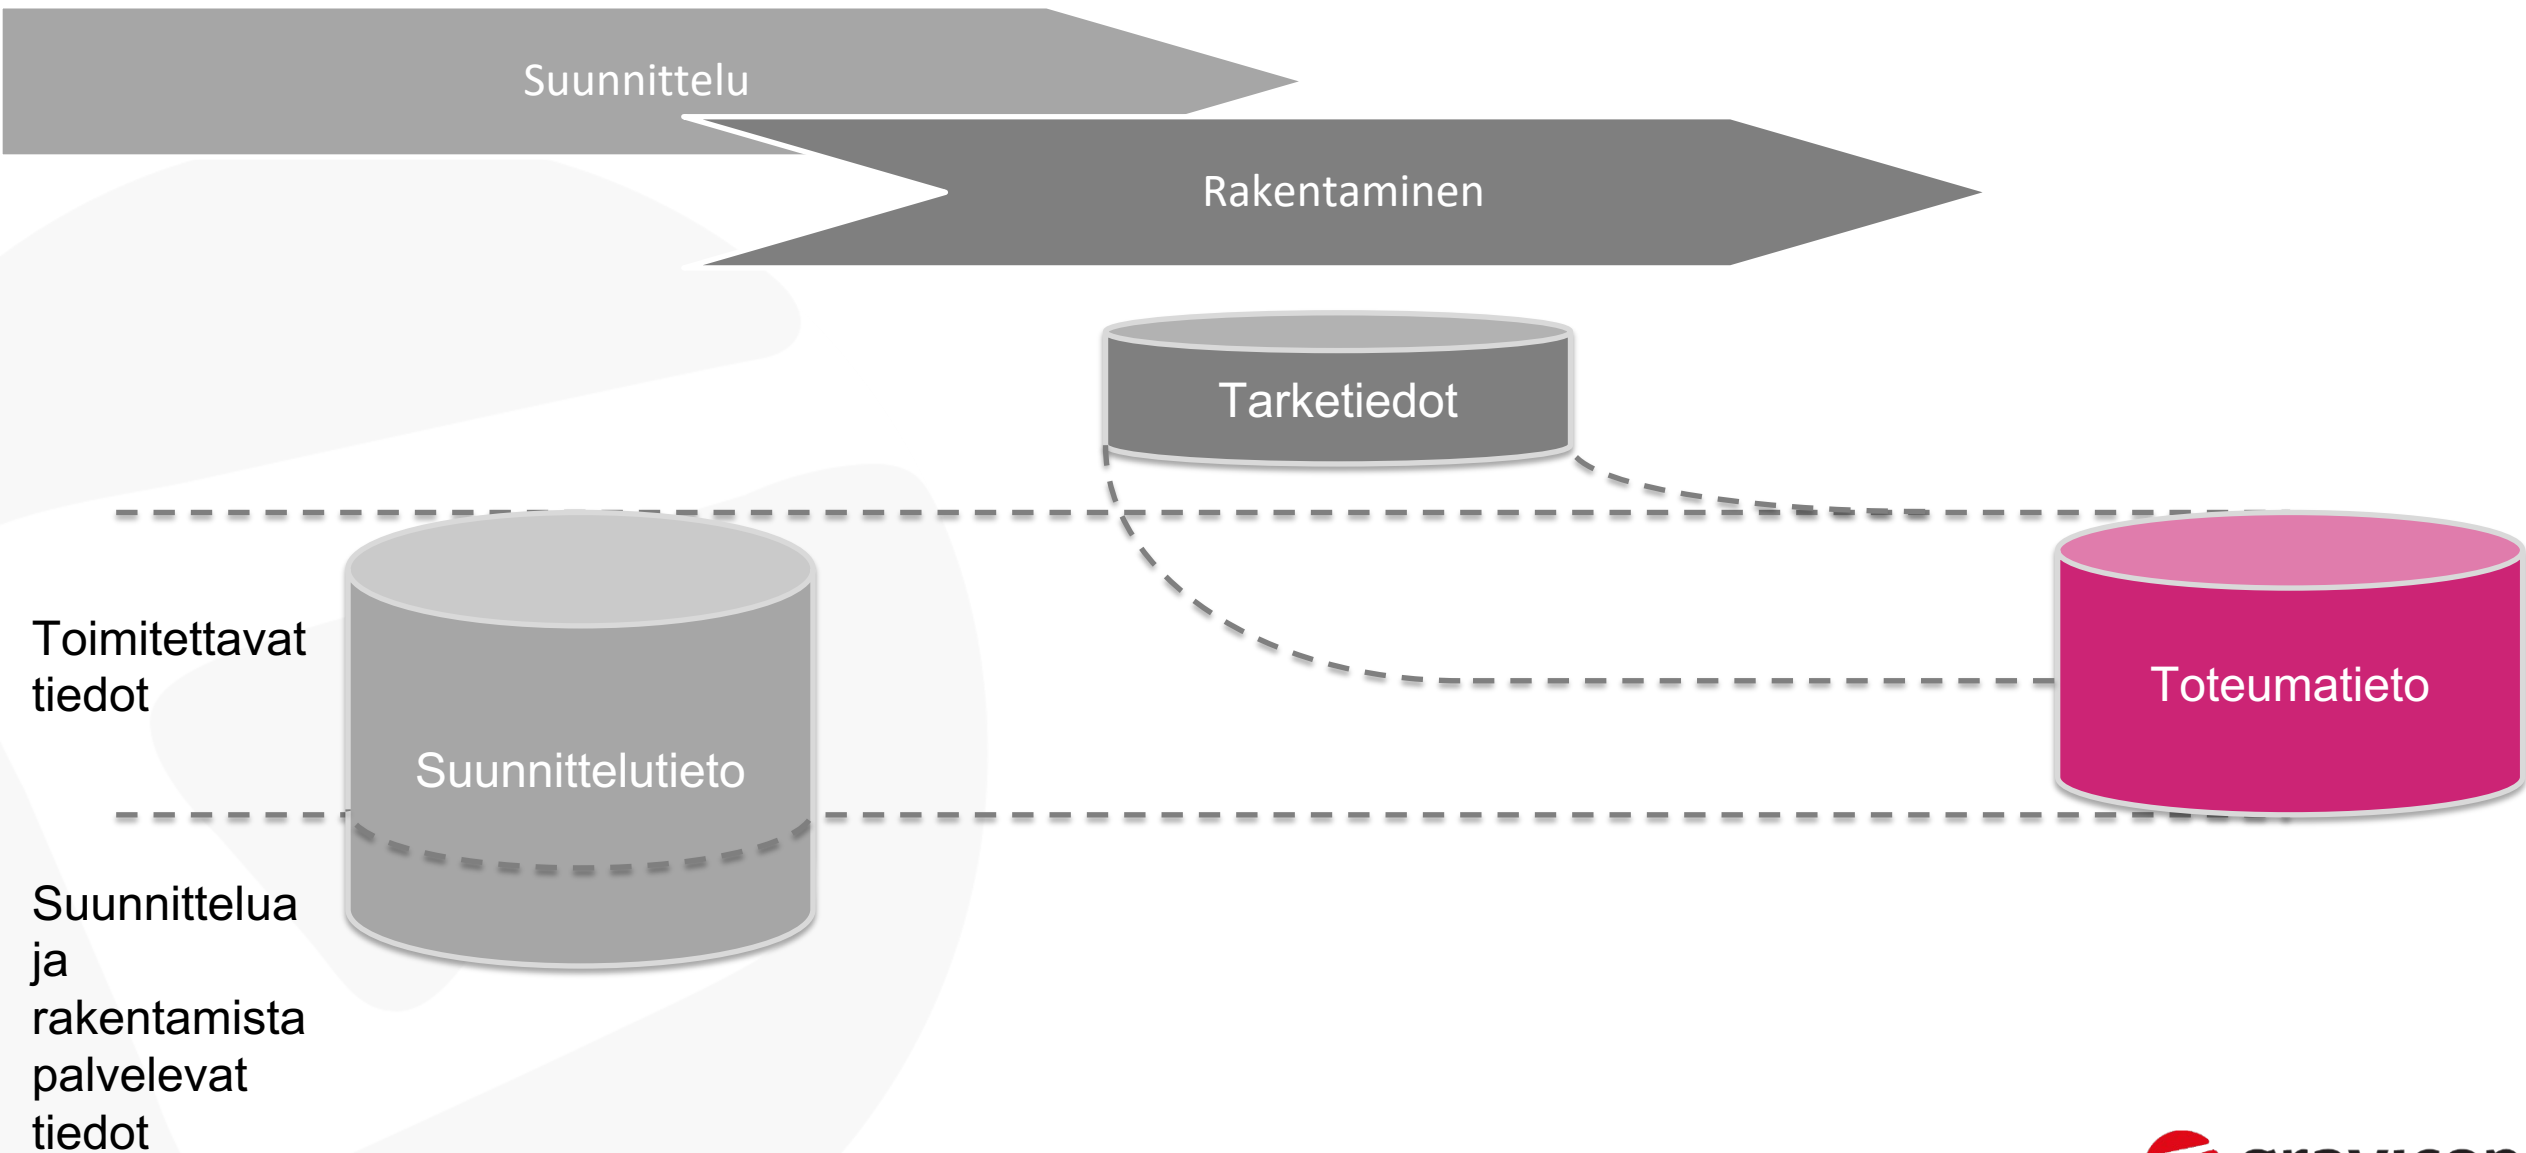 Suunnittelu
Rakentaminen
Tarketiedot
Toimitettavat
tiedot
Suunnittelutieto
Toteumatieto
Suunnittelua
ja
rakentamista
palvelevat
tiedot